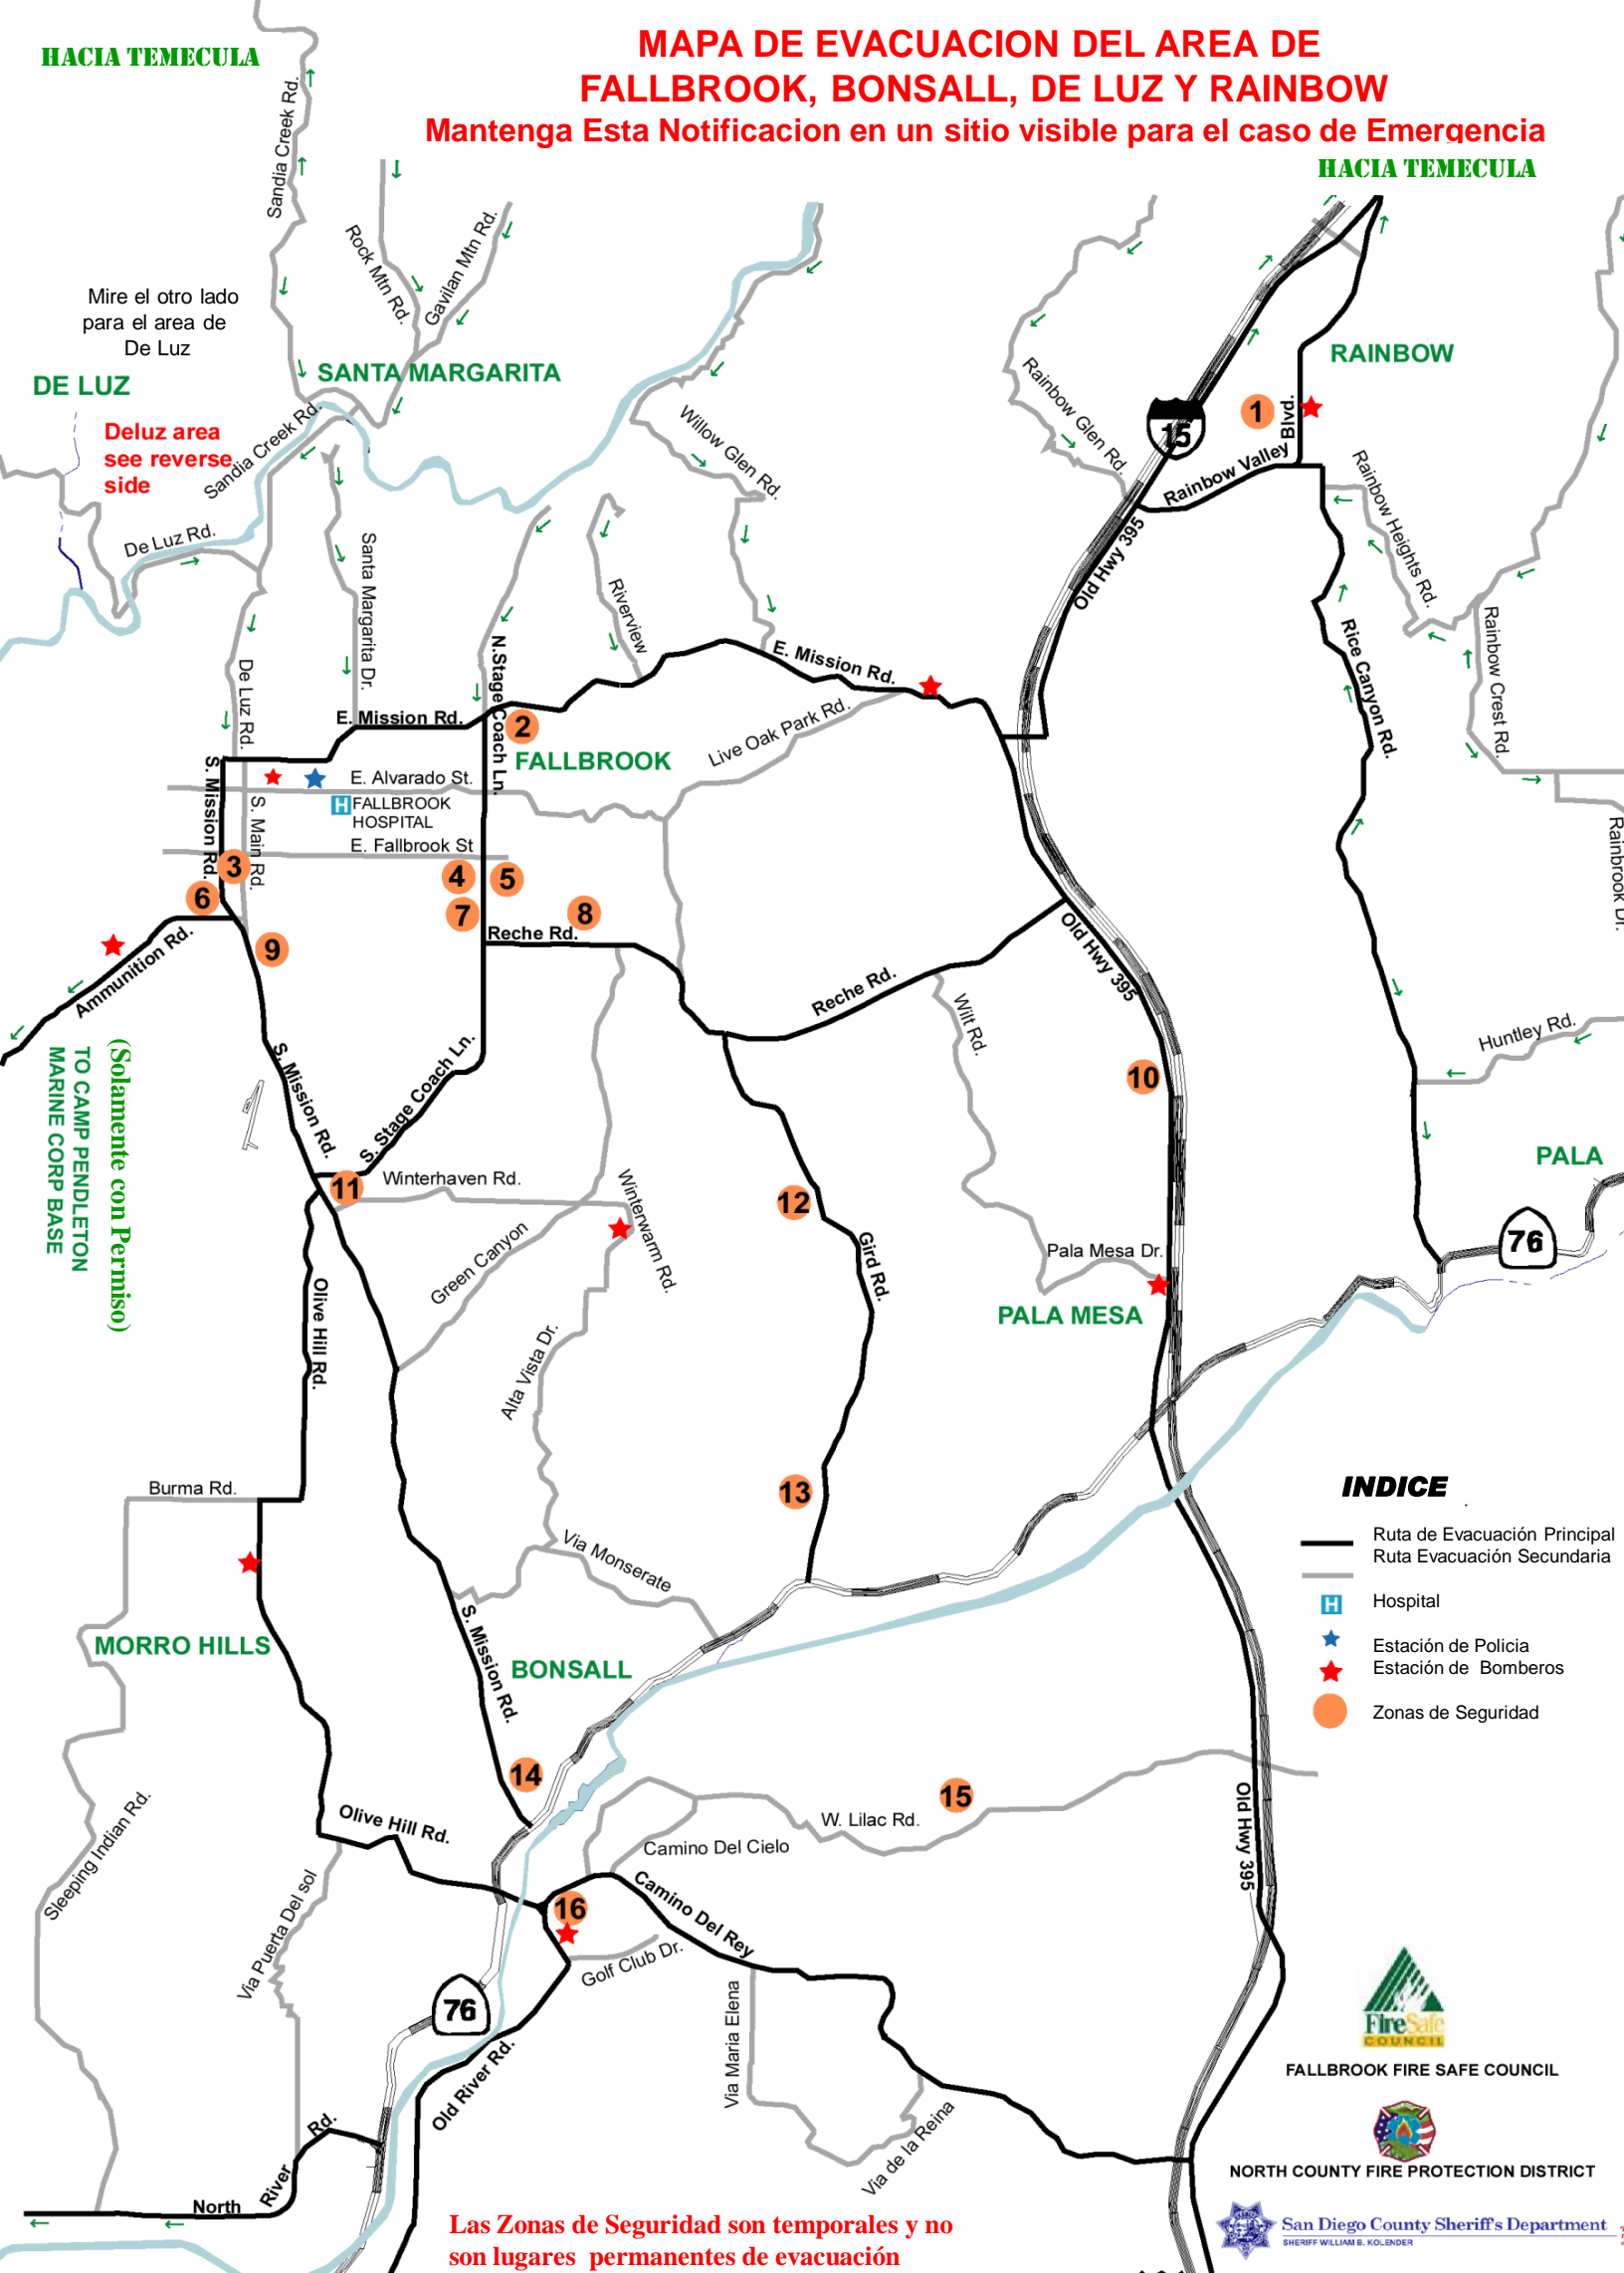 MAPA DE EVACUACION DEL AREA DE
FALLBROOK, BONSALL, DE LUZ Y RAINBOW
Mantenga Esta Notificacion en un sitio visible para el caso de Emergencia
HACIA TEMECULA
HACIA TEMECULA
Sandia Creek Rd.
Rock Mtn Rd.
Gavilan Mtn Rd.
Mire el otro lado
para el area de
De Luz
DE LUZ
SANTA MARGARITA
Deluz area
see reverse
side
Sandia Creek Rd.
De Luz Rd.
Santa Margarita Dr.
De Luz Rd.
Willow Glen Rd.
Riverview
Rainbow Glen Rd.
RAINBOW
15
1
Rainbow Valley Blvd.
Old Hwy 395
Rainbow Heights Rd.
Rice Canyon Rd.
Rainbow Crest Rd.
Rainbrook Dr.
N.Stage Coach Ln.
E. Mission Rd.
E. Mission Rd.
2
FALLBROOK
Live Oak Park Rd.
S. Mission Rd.
S. Main Rd.
E. Alvarado St.
H FALLBROOK
HOSPITAL
E. Fallbrook St
3
4
5
6
7
8
9
Reche Rd.
Reche Rd.
Old Hwy 395
Wilt Rd.
Ammunition Rd.
(Solamente con Permiso)
TO CAMP PENDLETON
MARINE CORP BASE
S. Mission Rd.
S. Stage Coach Ln.
10
Huntley Rd.
PALA
76
11
Winterhaven Rd.
Winterwarm Rd.
Green Canyon
12
Gird Rd.
Pala Mesa Dr.
PALA MESA
Olive Hill Rd.
Alta Vista Dr.
13
Burma Rd.
Via Monserate
MORRO HILLS
S. Mission Rd.
BONSALL
INDICE
Ruta de Evacuación Principal
Ruta Evacuación Secundaria
H Hospital
Estación de Policia
Estación de Bomberos
Zonas de Seguridad
14
15
W. Lilac Rd.
Camino Del Cielo
Olive Hill Rd.
Sleeping Indian Rd.
Via Puerta Del sol
16
Camino Del Rey
Golf Club Dr.
Old Hwy 395
76
Old River Rd.
Via Maria Elena
Via de la Reina
North River Rd.
FireSafe
COUNCIL
FALLBROOK FIRE SAFE COUNCIL
NORTH COUNTY FIRE PROTECTION DISTRICT
San Diego County Sheriff's Department
SHERIFF WILLIAM B. KOLENDER
Las Zonas de Seguridad son temporales y no
son lugares permanentes de evacuación